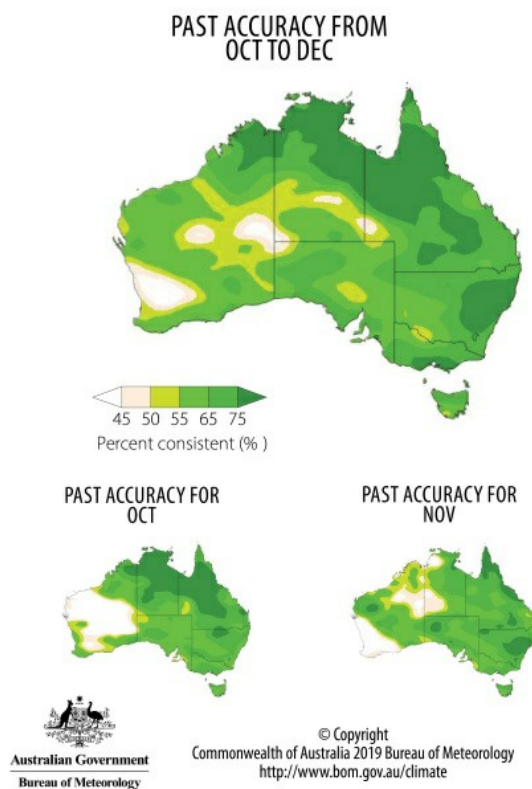 PAST ACCURACY FROM
OCT TO DEC
45 50 55 65 75
Percent consistent (% )
PAST ACCURACY FOR
OCT
PAST ACCURACY FOR
NOV
Australian Government
Bureau of Meteorology
© Copyright
Commonwealth of Australia 2019 Bureau of Meteorology
http://www.bom.gov.au/climate